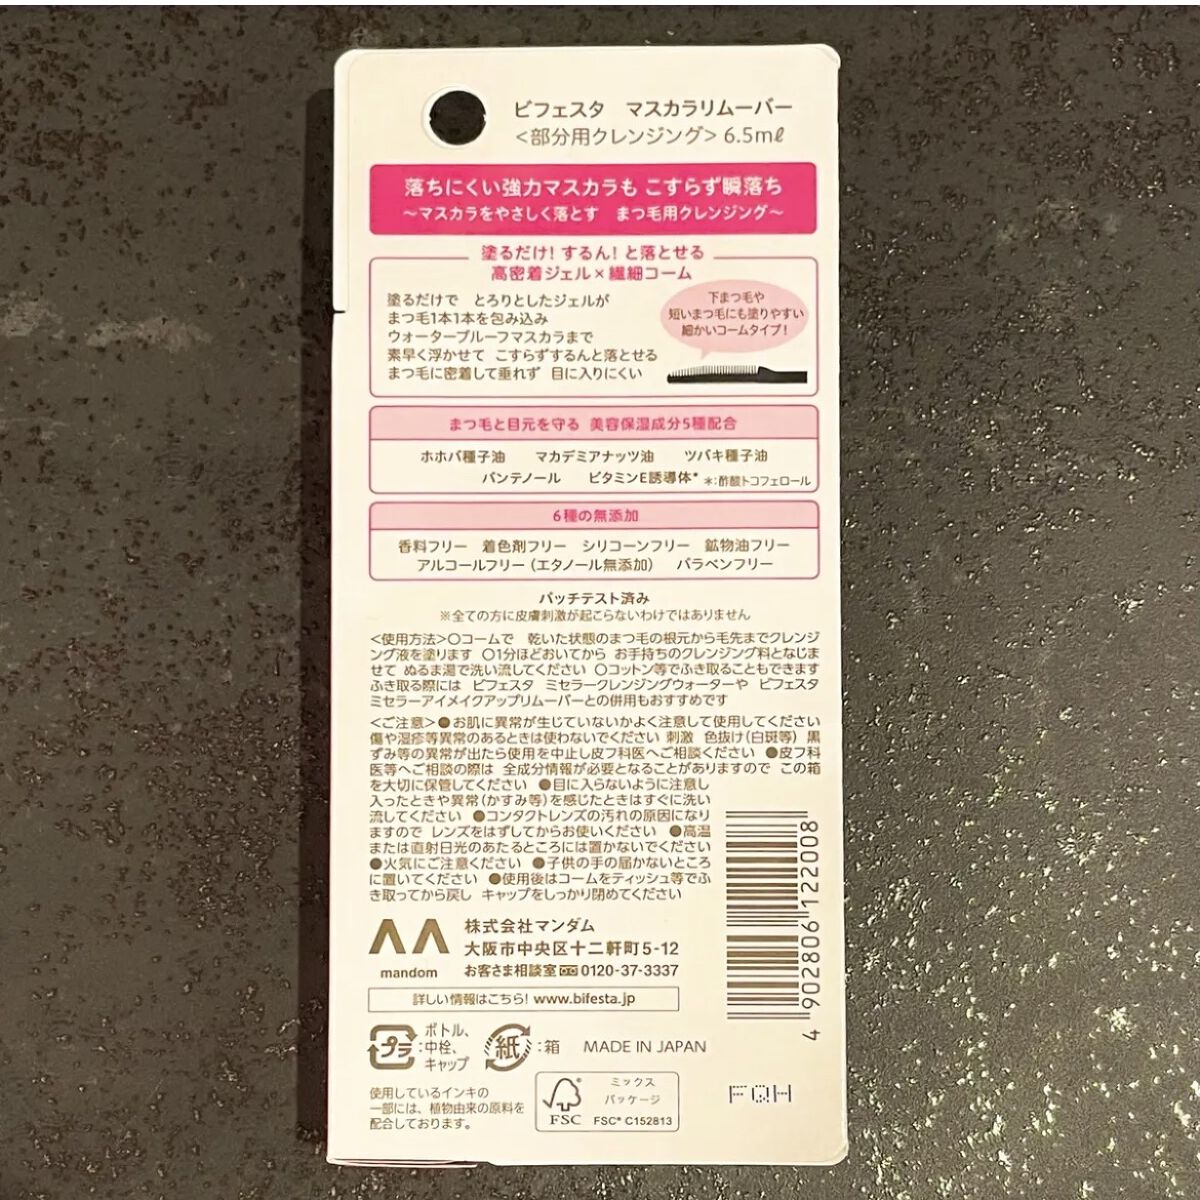 ビフェスタ マスカラリムーバー
<部分用クレンジング> 6.5mℓ
落ちにくい強力マスカラも こすらず瞬落ち
～マスカラをやさしく落とす まつ毛用クレンジング～
塗るだけ! するん! と落とせる
高密着ジェル×繊細コーム
塗るだけで とろりとしたジェルが
まつ毛1本1本を包み込み
ウォータープルーフマスカラまで
素早く浮かせて こすらずするんと落とせる
まつ毛に密着して垂れず 目に入りにくい
下まつ毛や
短いまつ毛にも塗りやすい
細かいコームタイプ!
まつ毛と目元を守る 美容保湿成分5種配合
ホホバ種子油 マカデミアナッツ油 ツバキ種子油
パンテノール ビタミンE誘導体* *:酢酸トコフェロール
6種の無添加
香料フリー 着色剤フリー シリコーンフリー 鉱物油フリー
アルコールフリー(エタノール無添加) パラベンフリー
パッチテスト済み
※全ての方に皮膚刺激が起こらないわけではありません
<使用方法>○コームで 乾いた状態のまつ毛の根元から毛先までクレンジ
ング液を塗ります ○1分ほどおいてから お手持ちのクレンジング料となじま
せて ぬるま湯で洗い流してください ○コットン等でふき取ることもできます
ふき取る際には ビフェスタ ミセラークレンジングウォーターや ビフェスタ
ミセラーアイメイクアップリムーバーとの併用もおすすめです
<ご注意>●お肌に異常が生じていないかよく注意して使用してください
傷や湿疹等異常のあるときは使わないでください 刺激 色抜け(白斑等) 黒
ずみ等の異常が出たら使用を中止し皮フ科医へご相談ください ●皮フ科
医等へご相談の際は 全成分情報が必要となることがありますので この箱
を大切に保管してください ●目に入らないように注意し
入ったときや異常(かすみ等)を感じたときはすぐに洗い
流してください ●コンタクトレンズの汚れの原因になり
ますので レンズをはずしてからお使いください ●高温
または直射日光のあたるところには置かないでください
●火気にご注意ください ●子供の手の届かないところ
に置いてください ●使用後はコームをティッシュ等でふ
き取ってから戻し キャップをしっかり閉めてください
mandom
株式会社マンダム
大阪市中央区十二軒町5-12
お客さま相談室 0120-37-3337
詳しい情報はこちら! www.bifesta.jp
4 902806 122008
プラ
:
ボトル、
中栓、
キャップ
紙
:箱
MADE IN JAPAN
使用しているインキの
一部には、植物由来の原料を
配合しております。
FSC
ミックス
パッケージ
FSC® C152813
FQH